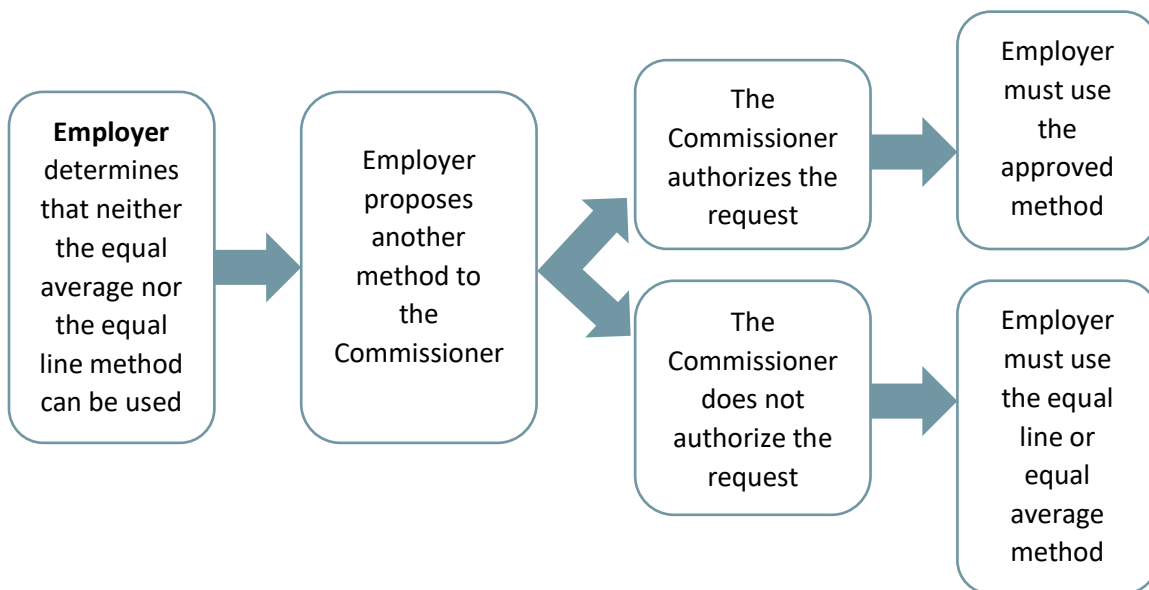 Employer
determines
that neither
the equal
average nor
the equal
line method
can be used
Employer
proposes
another
method to
the
Commissioner
The
Commissioner
authorizes the
request
Employer
must use
the
approved
method
The
Commissioner
does not
authorize the
request
Employer
must use
the equal
line or
equal
average
method